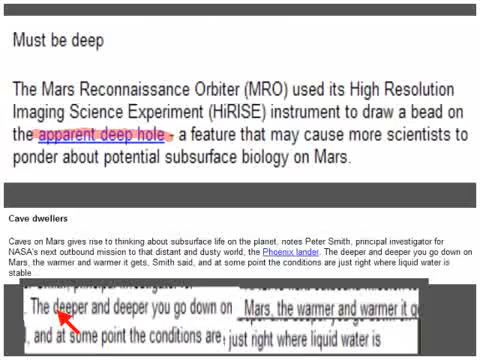 Must be deep
The Mars Reconnaissance Orbiter (MRO) used its High Resolution
Imaging Science Experiment (HiRISE) instrument to draw a bead on
the apparent deep hole - a feature that may cause more scientists to
ponder about potential subsurface biology on Mars.
Cave dwellers
Caves on Mars gives rise to thinking about subsurface life on the planet, notes Peter Smith, principal investigator for
NASA's next outbound mission to that distant and dusty world, the Phoenix lander. The deeper and deeper you go down on
Mars, the warmer and warmer it gets, Smith said, and at some point the conditions are just right where liquid water is
stable
. The deeper and deeper you go down on Mars, the warmer and warmer it
, and at some point the conditions are just right where liquid water is